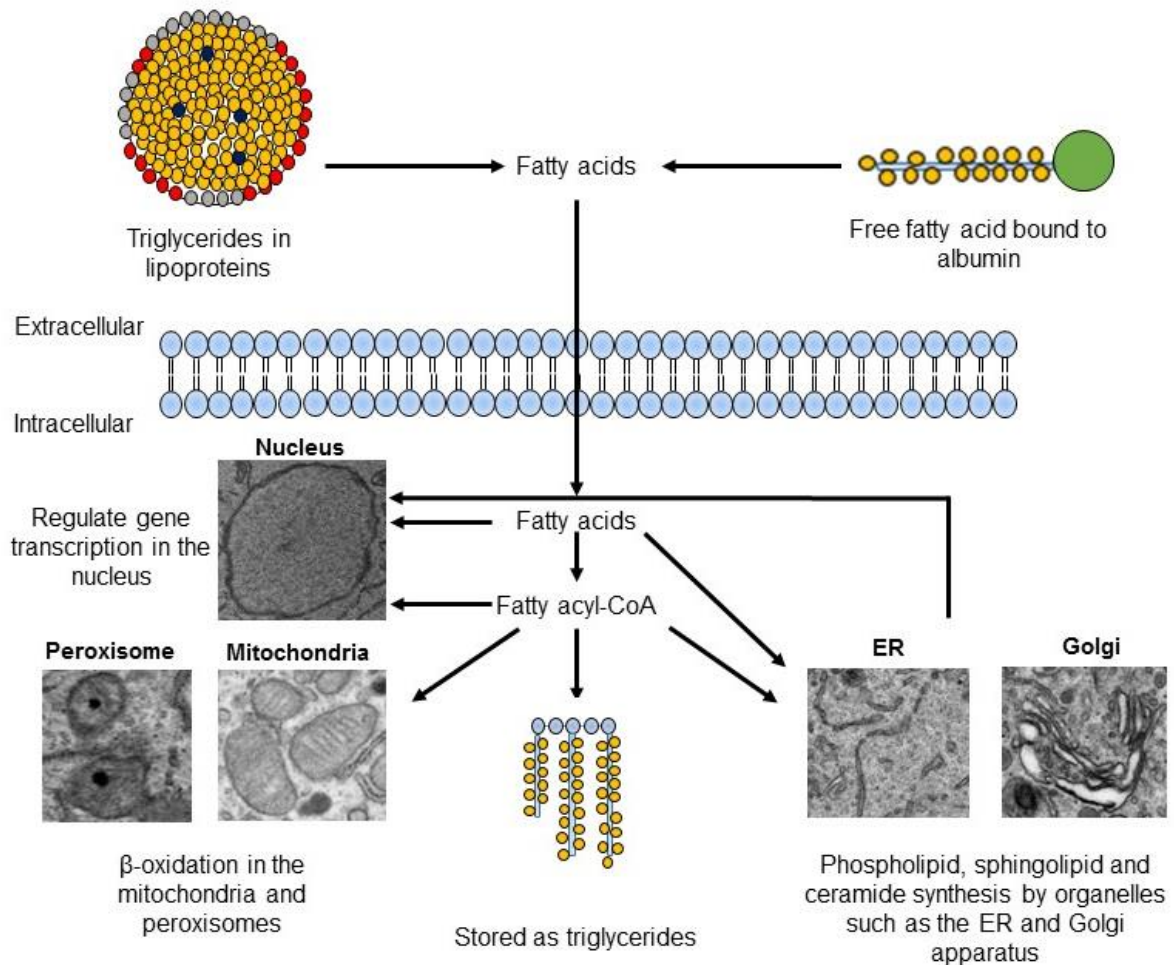 Fatty acids
Triglycerides in
lipoproteins
Free fatty acid bound to
albumin
Extracellular
Intracellular
Nucleus
Regulate gene
transcription in the
nucleus
Fatty acids
Fatty acyl-CoA
Peroxisome
Mitochondria
ER
Golgi
β-oxidation in the
mitochondria and
peroxisomes
Stored as triglycerides
Phospholipid, sphingolipid and
ceramide synthesis by organelles
such as the ER and Golgi
apparatus